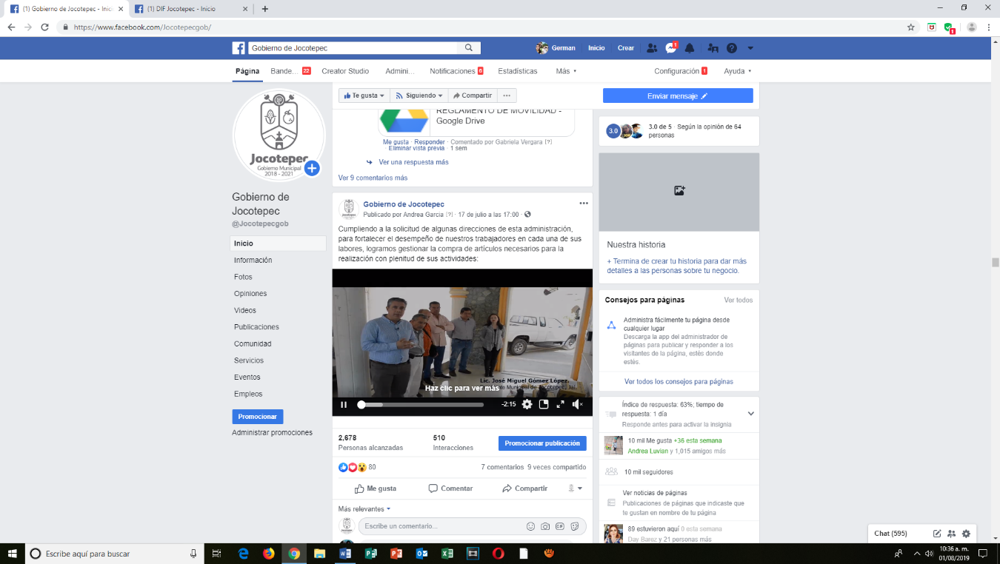 (1) Gobierno de Jocotepec - Inic
(1) DIF Jocotepec - Inicio
https://www.facebook.com/Jocotepecgob/
Gobierno de Jocotepec
German
Inicio
Crear
1
Página
Bande... 22
Creator Studio
Admini...
Notificaciones 6
Estadísticas
Más
Configuración 1
Ayuda
Jocotepec
Gobierno Municipal
2018 - 2021
Gobierno de
Jocotepec
@Jocotepecgob
Inicio
Información
Fotos
Opiniones
Videos
Publicaciones
Comunidad
Servicios
Eventos
Empleos
Promocionar
Administrar promociones
Te gusta
Siguiendo
Compartir
REGLAMENTO DE MOVILIDAD -
Google Drive
Me gusta · Responder · Comentado por Gabriela Vergara [?] ·
· Eliminar vista previa · 1 sem
Ver una respuesta más
Ver 9 comentarios más
Gobierno de Jocotepec
Publicado por Andrea Garcia [?] · 17 de julio a las 17:00 ·
Cumpliendo a la solicitud de algunas direcciones de esta administración,
para fortalecer el desempeño de nuestros trabajadores en cada una de sus
labores, logramos gestionar la compra de artículos necesarios para la
realización con plenitud de sus actividades:
Lic. José Miguel Gómez López.
Haz clic para ver más
Municipal de Jocotepec, Jal.
-2:15
2,678
Personas alcanzadas
510
Interacciones
Promocionar publicación
80
7 comentarios 9 veces compartido
Me gusta
Comentar
Compartir
Más relevantes
Escribe un comentario...
GIF
Enviar mensaje
3.0
3.0 de 5 · Según la opinión de 64
personas
Nuestra historia
+ Termina de crear tu historia para dar más
detalles a las personas sobre tu negocio.
Consejos para páginas
Ver todos
Administra fácilmente tu página desde
cualquier lugar
Descarga la app del administrador de
páginas para publicar y responder a los
visitantes de la página, estés donde
estés.
Ver todos los consejos para páginas
Índice de respuesta: 63%; tiempo de
respuesta: 1 día
Responde antes para activar la insignia
10 mil Me gusta +36 esta semana
Andrea Luvian y 1,015 amigos más
10 mil seguidores
Ver noticias de páginas
Publicaciones de páginas que indicaste que
te gustan en nombre de tu página
89 estuvieron aquí 0 esta semana
Day Barez y 21 personas más
Chat (595)
Escribe aquí para buscar
10:36 a. m.
01/08/2019